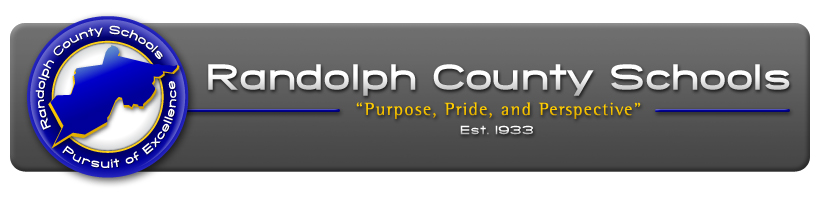 Randolph County Schools
Pursuit of Excellence
Randolph County Schools
“Purpose, Pride, and Perspective”
Est. 1933